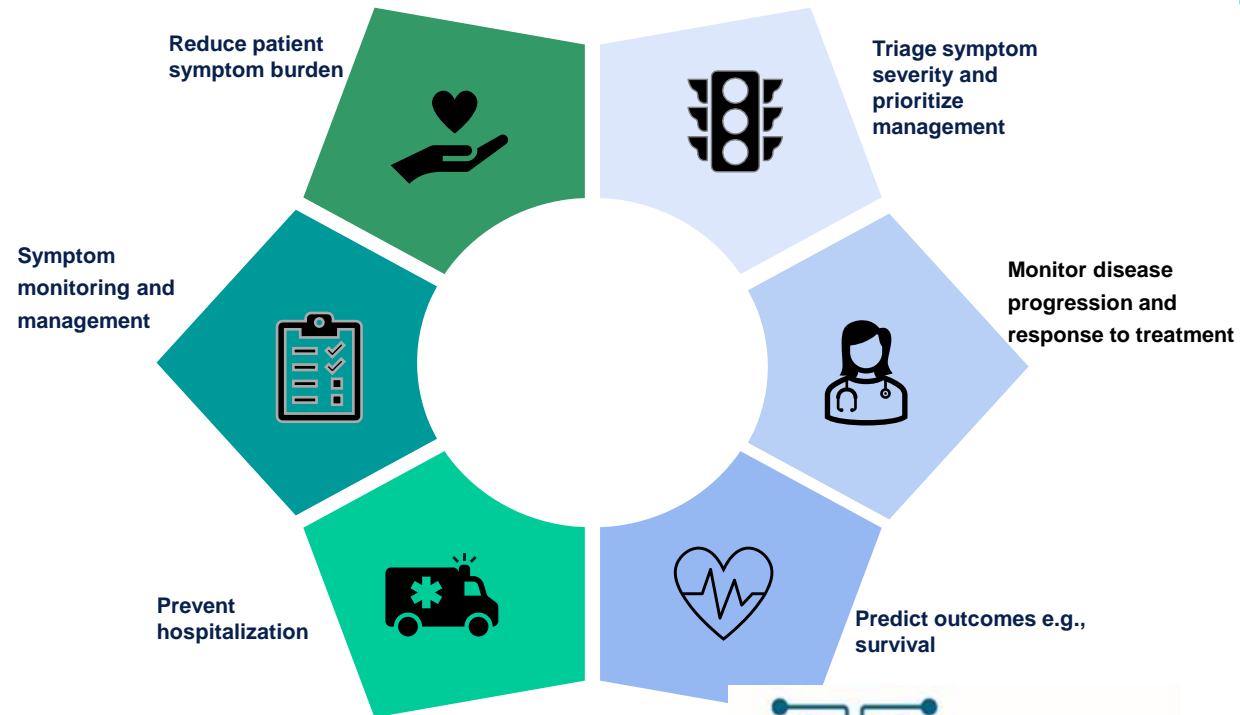 Reduce patient
symptom burden
Triage symptom
severity and
prioritize
management
Symptom
monitoring and
management
Monitor disease
progression and
response to treatment
Prevent
hospitalization
Predict outcomes e.g.,
survival